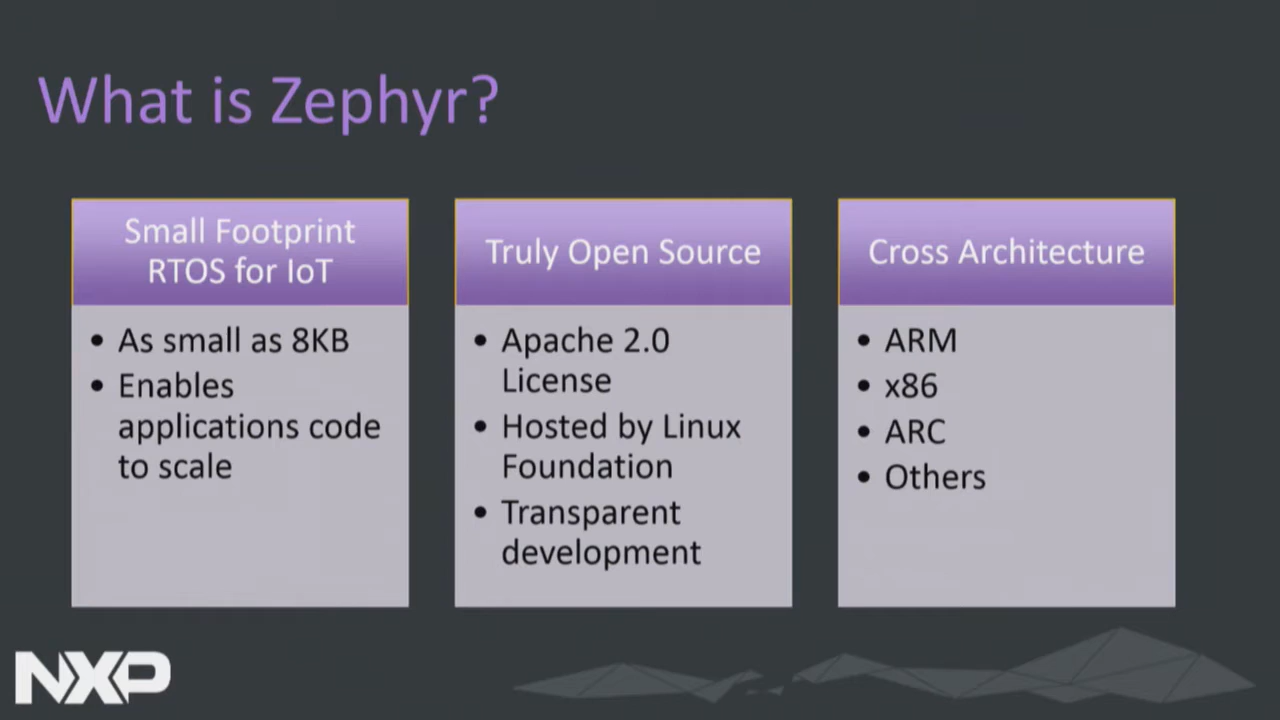 What is Zephyr?
Small Footprint
RTOS for IoT
• As small as 8KB
• Enables
applications code
to scale
Truly Open Source
• Apache 2.0
License
• Hosted by Linux
Foundation
• Transparent
development
Cross Architecture
• ARM
• x86
• ARC
• Others
NXP